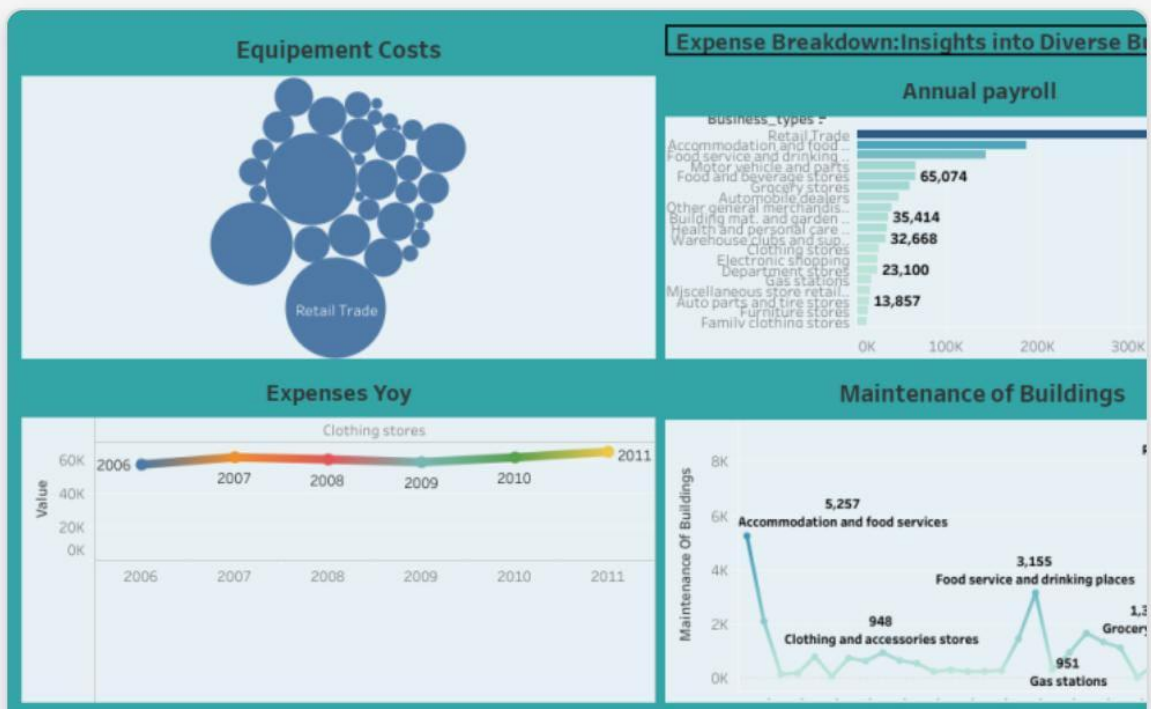 Equipement Costs
Retail Trade
Expense Breakdown:Insights into Diverse
Annual payroll
Business_types
Retail Trade
Accommodation and food ..
Food service and drinking ..
Motor vehicle and parts
Food and beverage stores
65,074
Grocery stores
Automobile dealers
Other general merchandis..
Building mat. and garden ..
35,414
Health and personal care ..
Warehouse clubs and sup..
32,668
Clothing stores
Electronic shopping
Department stores
23,100
Gas stations
Miscellaneous store retail..
Auto parts and tire stores
13,857
Furniture stores
Family clothing stores
0K 100K 200K 300K
Expenses Yoy
Clothing stores
Value
60K
40K
20K
0K
2006
2007
2008
2009
2010
2011
2006 2007 2008 2009 2010 2011
Maintenance of Buildings
Maintenance Of Buildings
8K
6K
4K
2K
0K
5,257
Accommodation and food services
3,155
Food service and drinking places
948
Clothing and accessories stores
1,3
Grocery
951
Gas stations